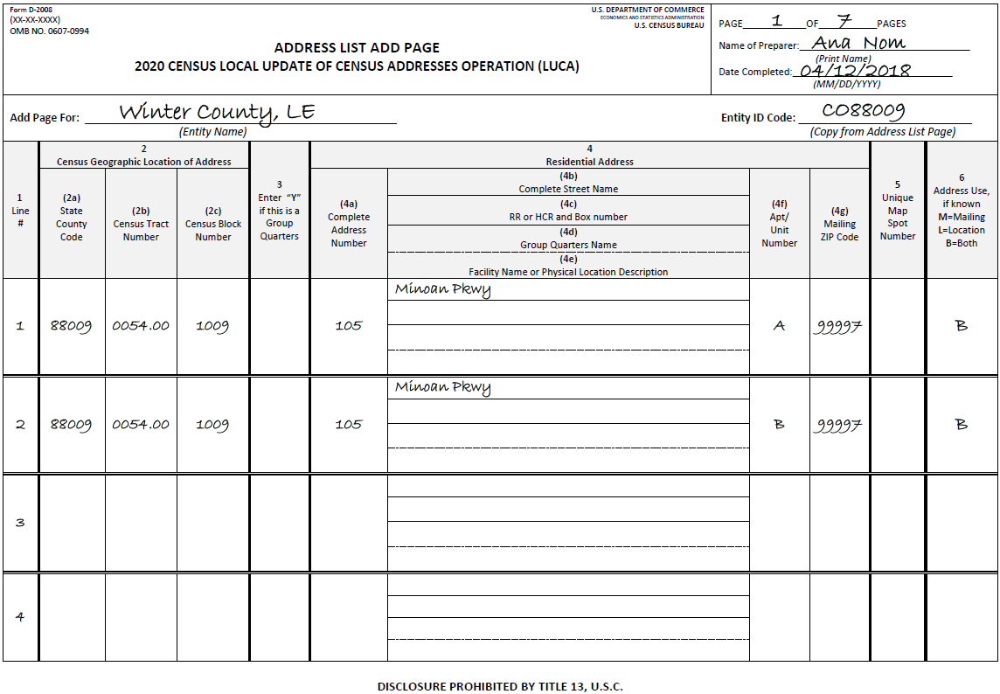 Form D-2008
(XX-XX-XXXX)
OMB NO. 0607-0994
U.S. DEPARTMENT OF COMMERCE
ECONOMICS AND STATISTICS ADMINISTRATION
U.S. CENSUS BUREAU
ADDRESS LIST ADD PAGE
2020 CENSUS LOCAL UPDATE OF CENSUS ADDRESSES OPERATION (LUCA)
PAGE 1 OF 7 PAGES
Name of Preparer: Ana Nom
(Print Name)
Date Completed: 04/12/2018
(MM/DD/YYYY)
Add Page For: Winter County, LE
(Entity Name)
Entity ID Code: CO88009
(Copy from Address List Page)
1
Line
#
2
Census Geographic Location of Address
(2a)
State
County
Code
(2b)
Census Tract
Number
(2c)
Census Block
Number
3
Enter "Y"
if this is a
Group
Quarters
4
Residential Address
(4a)
Complete
Address
Number
(4b)
Complete Street Name
(4c)
RR or HCR and Box number
(4d)
Group Quarters Name
(4e)
Facility Name or Physical Location Description
(4f)
Apt/
Unit
Number
(4g)
Mailing
ZIP Code
5
Unique
Map
Spot
Number
6
Address Use,
if known
M=Mailing
L=Location
B=Both
Minoan Pkwy
1 88009 0054.00 1009 105 A 99997 B
Minoan Pkwy
2 88009 0054.00 1009 105 B 99997 B
3
4
DISCLOSURE PROHIBITED BY TITLE 13, U.S.C.